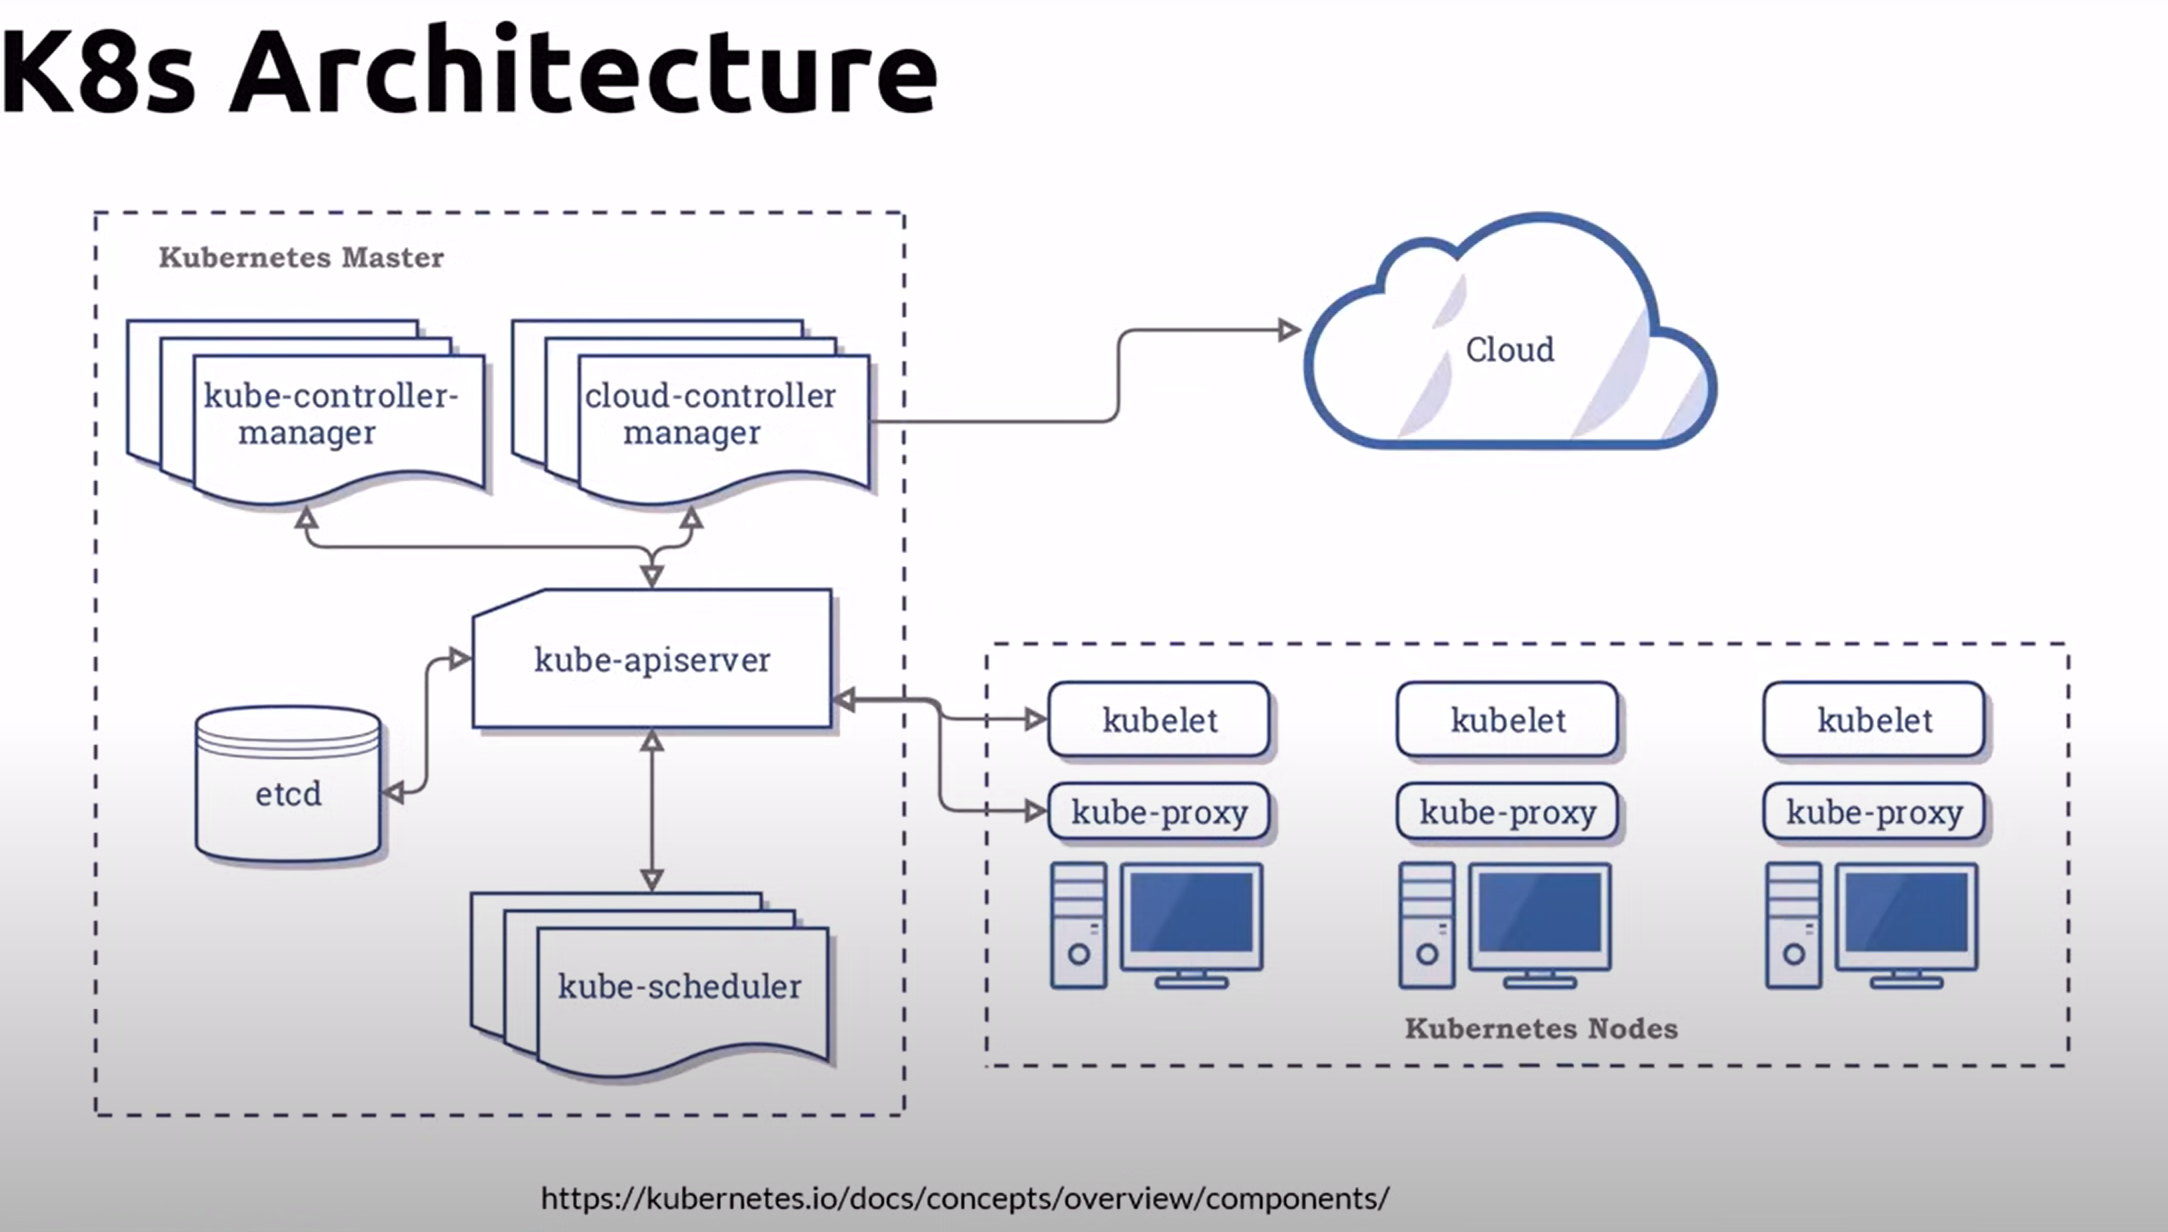 K8s Architecture
Kubernetes Master
kube-controller-
manager
cloud-controller
manager
Cloud
kube-apiserver
etcd
kube-scheduler
kubelet
kubelet
kubelet
kube-proxy
kube-proxy
kube-proxy
Kubernetes Nodes
https://kubernetes.io/docs/concepts/overview/components/